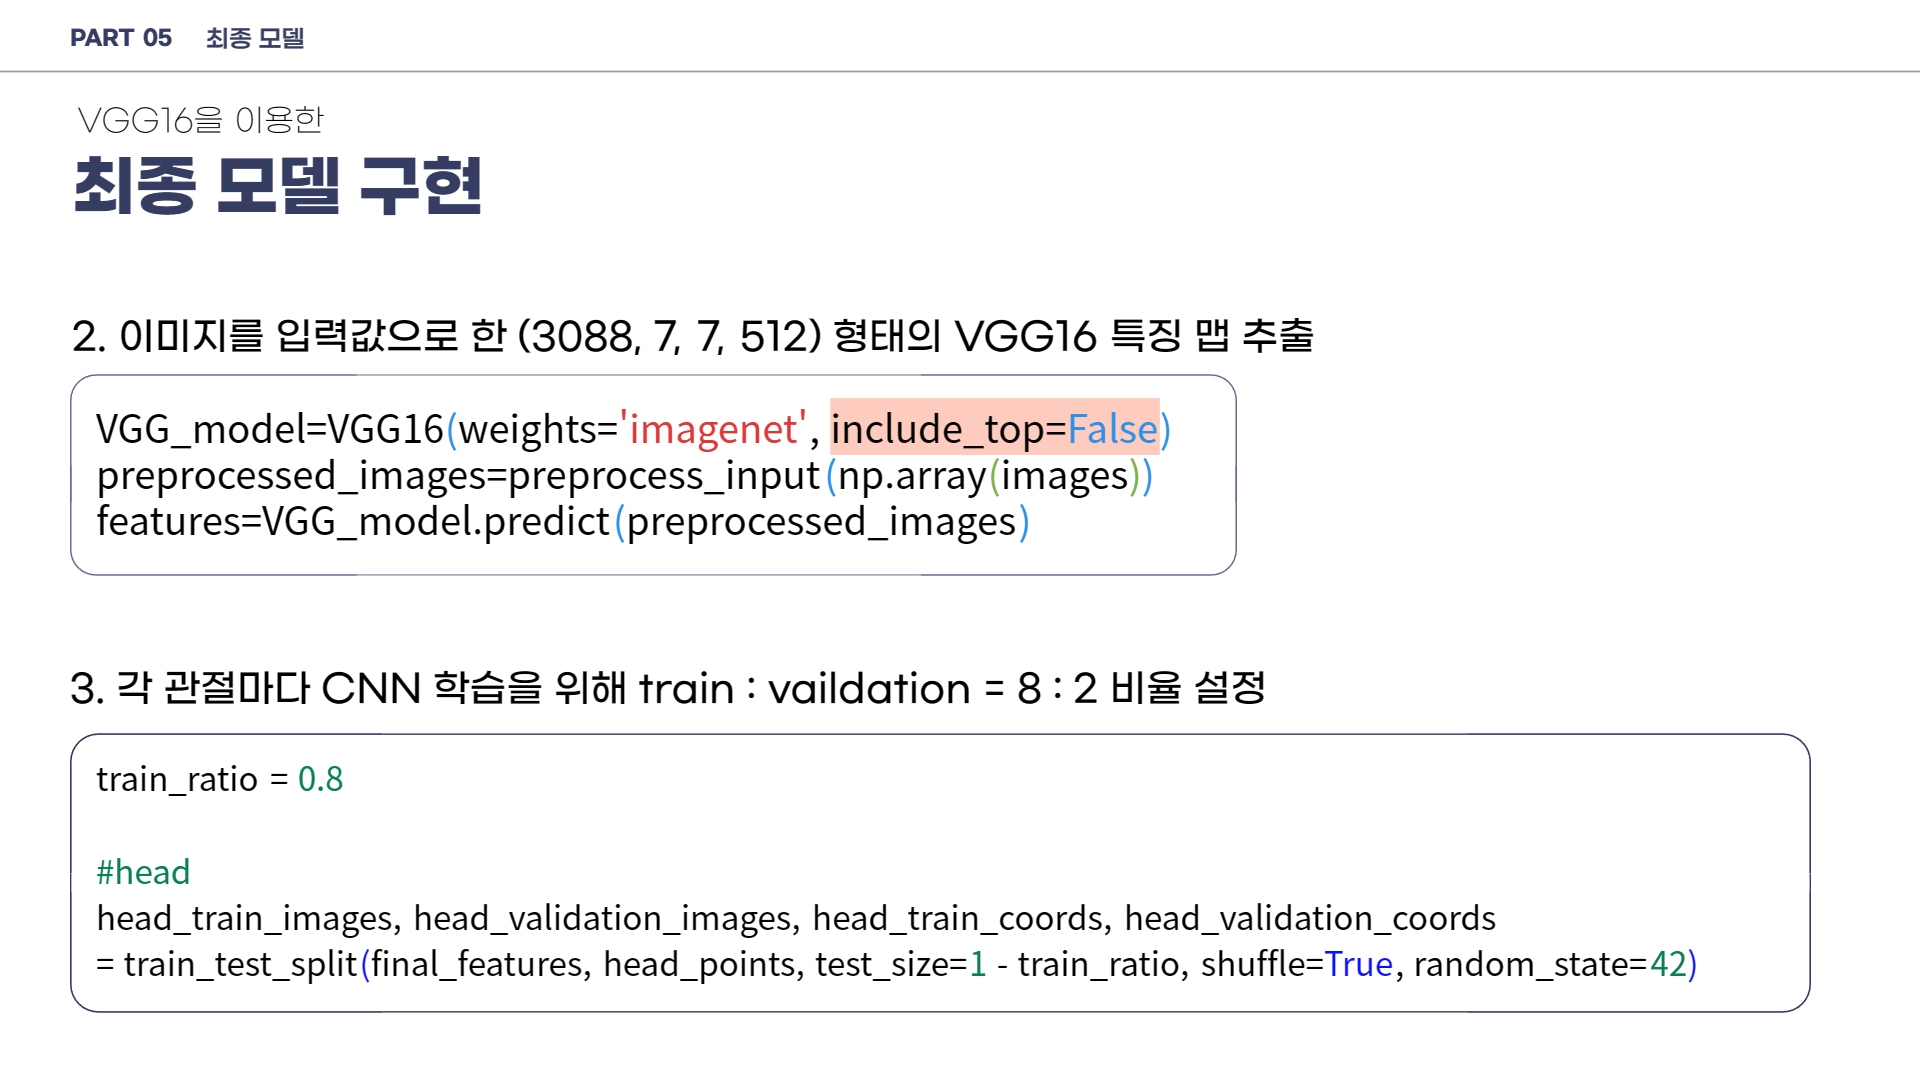 PART 05 최종 모델
VGG16을 이용한
최종 모델 구현
2. 이미지를 입력값으로 한 (3088, 7, 7, 512) 형태의 VGG16 특징 맵 추출
VGG_model=VGG16(weights='imagenet', include_top=False)
preprocessed_images=preprocess_input(np.array(images))
features=VGG_model.predict(preprocessed_images)
3. 각 관절마다 CNN 학습을 위해 train : vaildation = 8 : 2 비율 설정
train_ratio = 0.8
#head
head_train_images, head_validation_images, head_train_coords, head_validation_coords
= train_test_split(final_features, head_points, test_size=1 - train_ratio, shuffle=True, random_state=42)